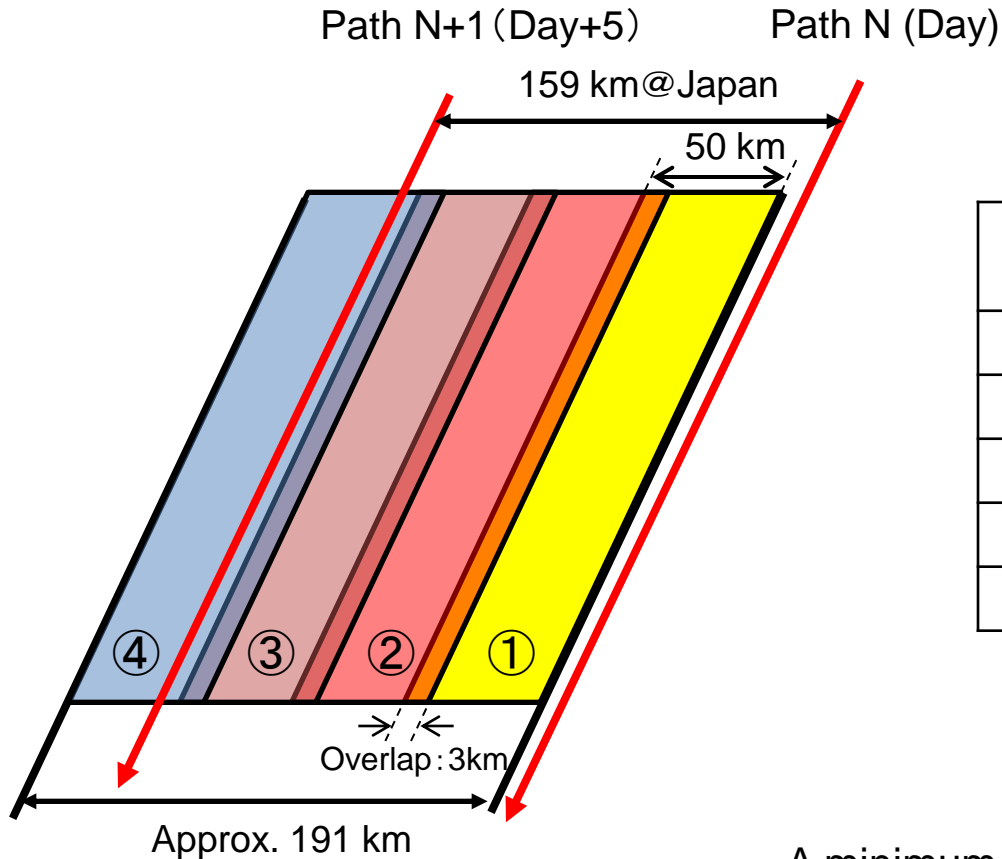 Path N+1（Day+5）
Path N (Day)
159 km@Japan
50 km
④ ③ ② ①
Overlap：3km
Approx. 191 km
A minimum